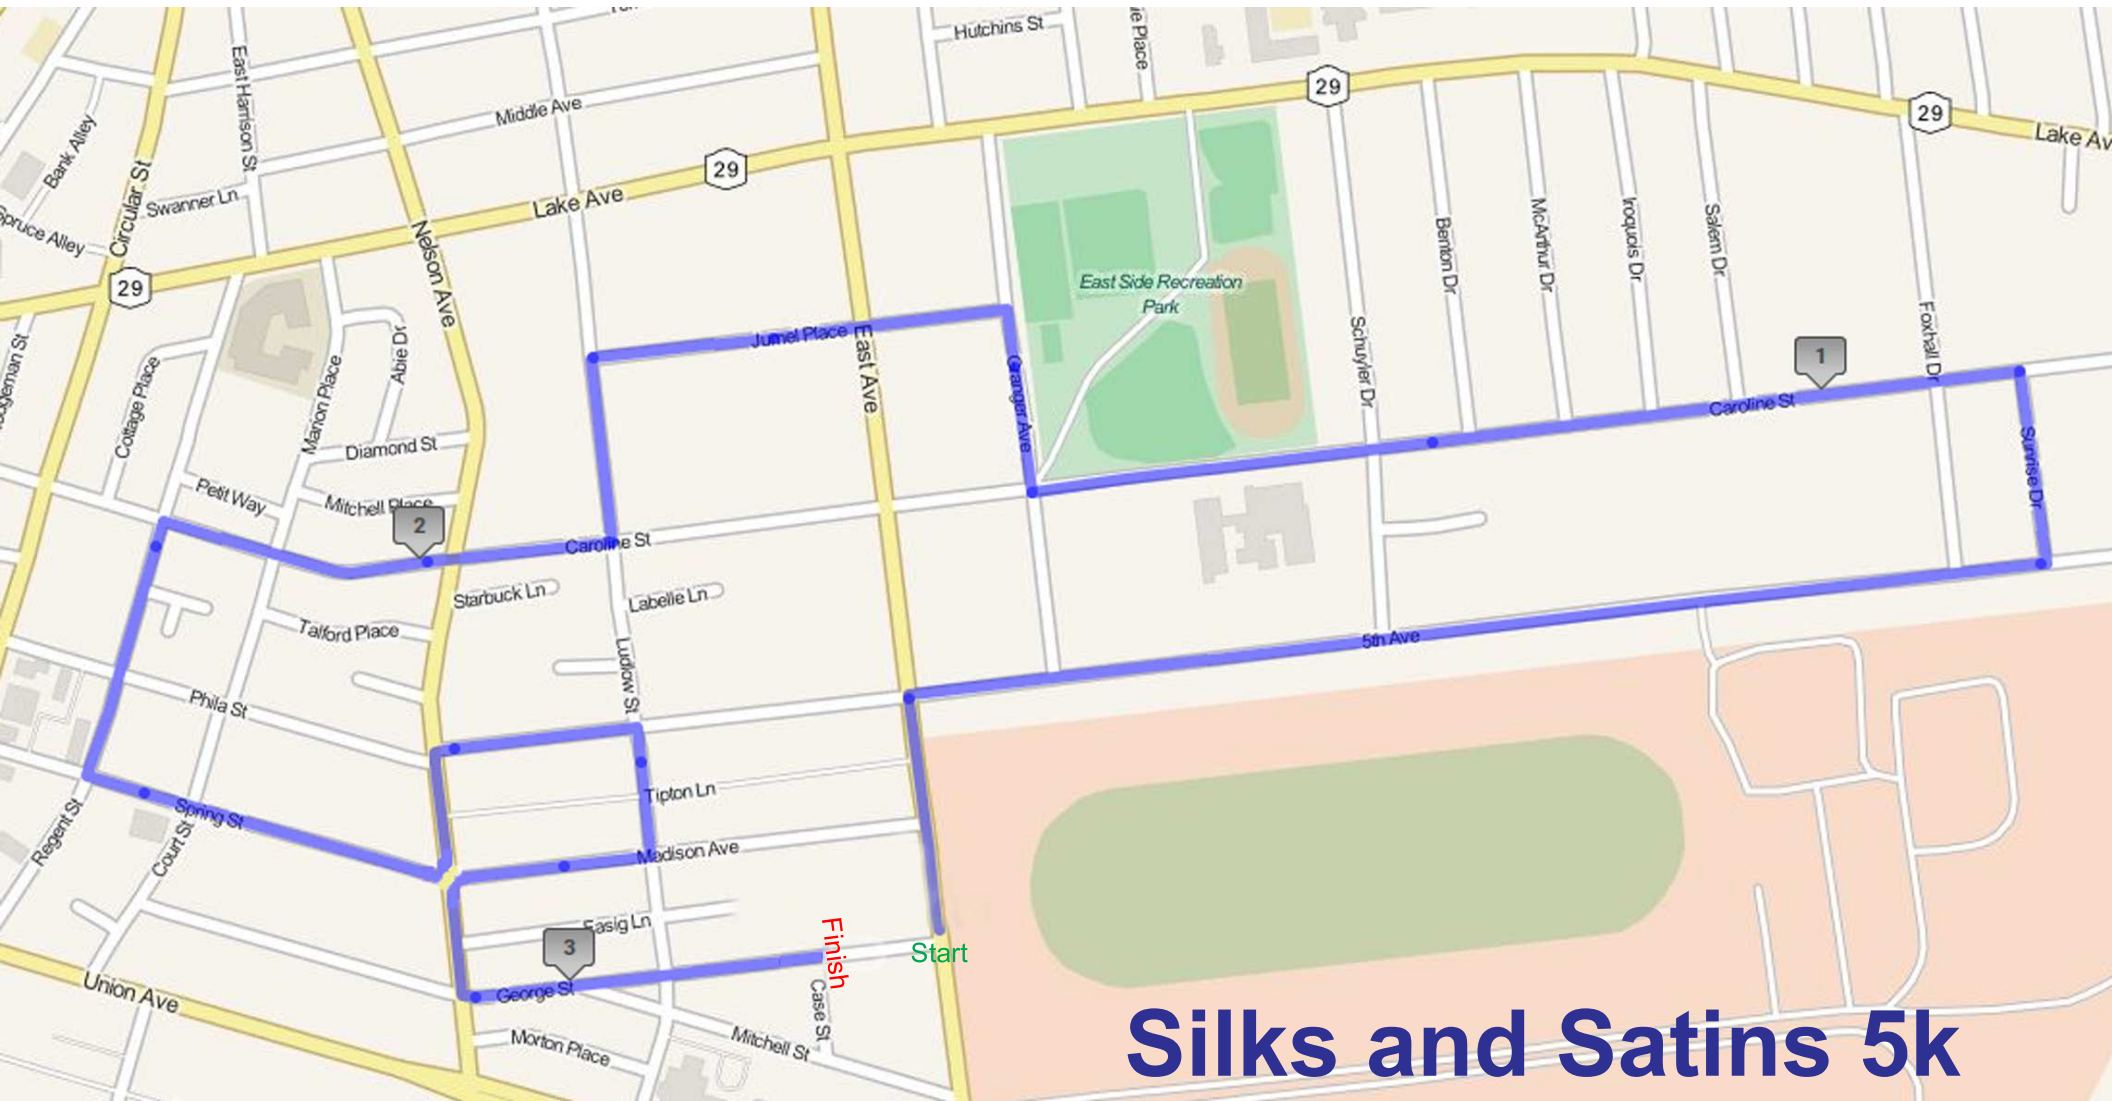 Hutchins St
East Harrison St
Middle Ave
29
29
Lake Av
Bank Alley
Circular St
Swanner Ln
29
Lake Ave
Spruce Alley
Nelson Ave
29
East Side Recreation
Park
Benton Dr
McArthur Dr
Iroquois Dr
Salem Dr
Foxhall Dr
Schuyler Dr
Jumel Place
East Ave
Granger Ave
Abie Dr
Marion Place
Cottage Place
1
Caroline St
Sunrise Dr
Diamond St
Petit Way
Mitchell Place
2
Caroline St
Starbuck Ln
Labelle Ln
Talford Place
Ludlow St
5th Ave
Phila St
Tipton Ln
Spring St
Regent St
Court St
Madison Ave
Easig Ln
3
Finish
Start
George St
Case St
Union Ave
Morton Place
Mitchell St
Silks and Satins 5k